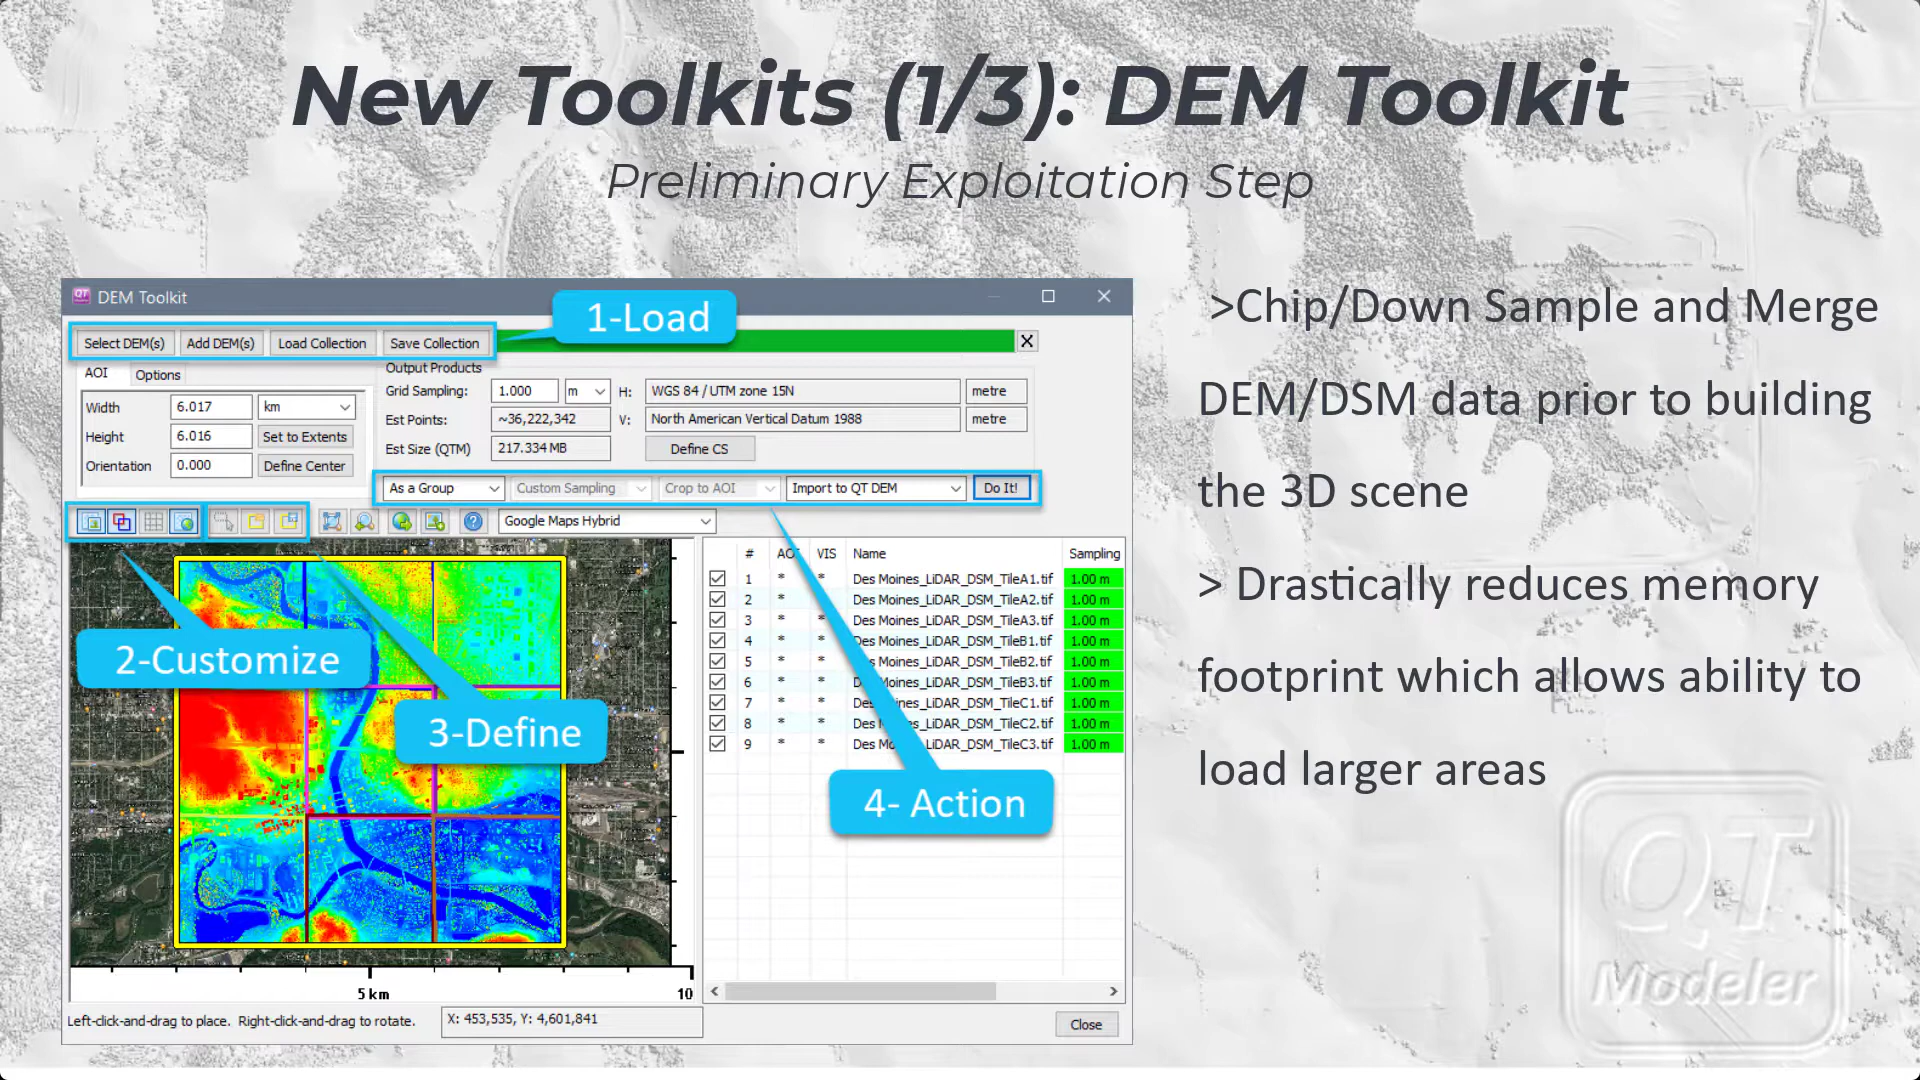 New Toolkits (1/3): DEM Toolkit
Preliminary Exploitation Step
DEM Toolkit
1-Load
Select DEM(s) Add DEM(s) Load Collection Save Collection X
AOI Options
Width 6.017 km
Height 6.016 Set to Extents
Orientation 0.000 Define Center
Output Products
Grid Sampling: 1.000 m H: WGS 84 / UTM zone 15N metre
Est Points: ~36,222,342 V: North American Vertical Datum 1988 metre
Est Size (QTM) 217.334 MB Define CS
As a Group Custom Sampling Crop to AOI Import to QT DEM Do It!
Google Maps Hybrid
# AOI VIS Name Sampling
1 * * Des Moines_LiDAR_DSM_TileA1.tif 1.00 m
2 * Des Moines_LiDAR_DSM_TileA2.tif 1.00 m
3 * * Des Moines_LiDAR_DSM_TileA3.tif 1.00 m
4 * * Des Moines_LiDAR_DSM_TileB1.tif 1.00 m
5 * * Des Moines_LiDAR_DSM_TileB2.tif 1.00 m
6 * * Des Moines_LiDAR_DSM_TileB3.tif 1.00 m
7 * * Des Moines_LiDAR_DSM_TileC1.tif 1.00 m
8 * * Des Moines_LiDAR_DSM_TileC2.tif 1.00 m
9 * * Des Moines_LiDAR_DSM_TileC3.tif 1.00 m
2-Customize
3-Define
4- Action
5 km 10
Left-click-and-drag to place. Right-click-and-drag to rotate. X: 453,535, Y: 4,601,841 Close
>Chip/Down Sample and Merge
DEM/DSM data prior to building
the 3D scene
> Drastically reduces memory
footprint which allows ability to
load larger areas
QT
Modeler